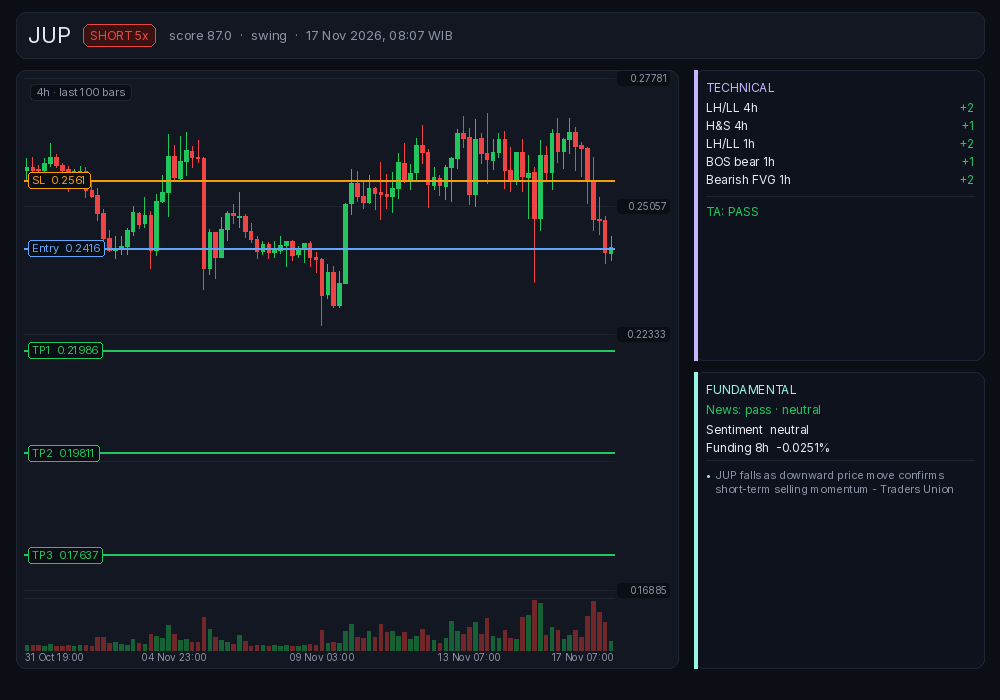 JUP SHORT 5x score 87.0 · swing · 17 Nov 2026, 08:07 WIB
4h · last 100 bars
0.27781
SL 0.2561
0.25057
Entry 0.2416
0.22333
TP1 0.21986
TP2 0.19811
TP3 0.17637
0.16885
31 Oct 19:00 04 Nov 23:00 09 Nov 03:00 13 Nov 07:00 17 Nov 07:00
TECHNICAL
LH/LL 4h +2
H&S 4h +1
LH/LL 1h +2
BOS bear 1h +1
Bearish FVG 1h +2
TA: PASS
FUNDAMENTAL
News: pass · neutral
Sentiment neutral
Funding 8h -0.0251%
• JUP falls as downward price move confirms
short-term selling momentum - Traders Union